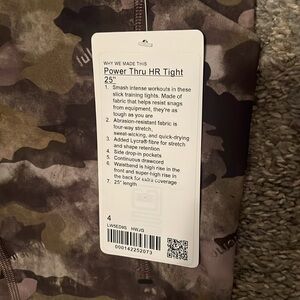 WHY WE MADE THIS
Power Thru HR Tight
25"
1. Smash intense workouts in these
slick training tights. Made of
fabric that helps resist snags
from equipment, they're as
tough as you are
2. Abrasion-resistant fabric is
four-way stretch,
sweat-wicking, and quick-drying
3. Added Lycra® fibre for stretch
and shape retention
4. Side drop-in pockets
5. Continuous drawcord
6. Waistband is high rise in the
front and super-high rise in
the back for extra coverage
7. 25" length
4
LW5ED9S HWJG
000142252073